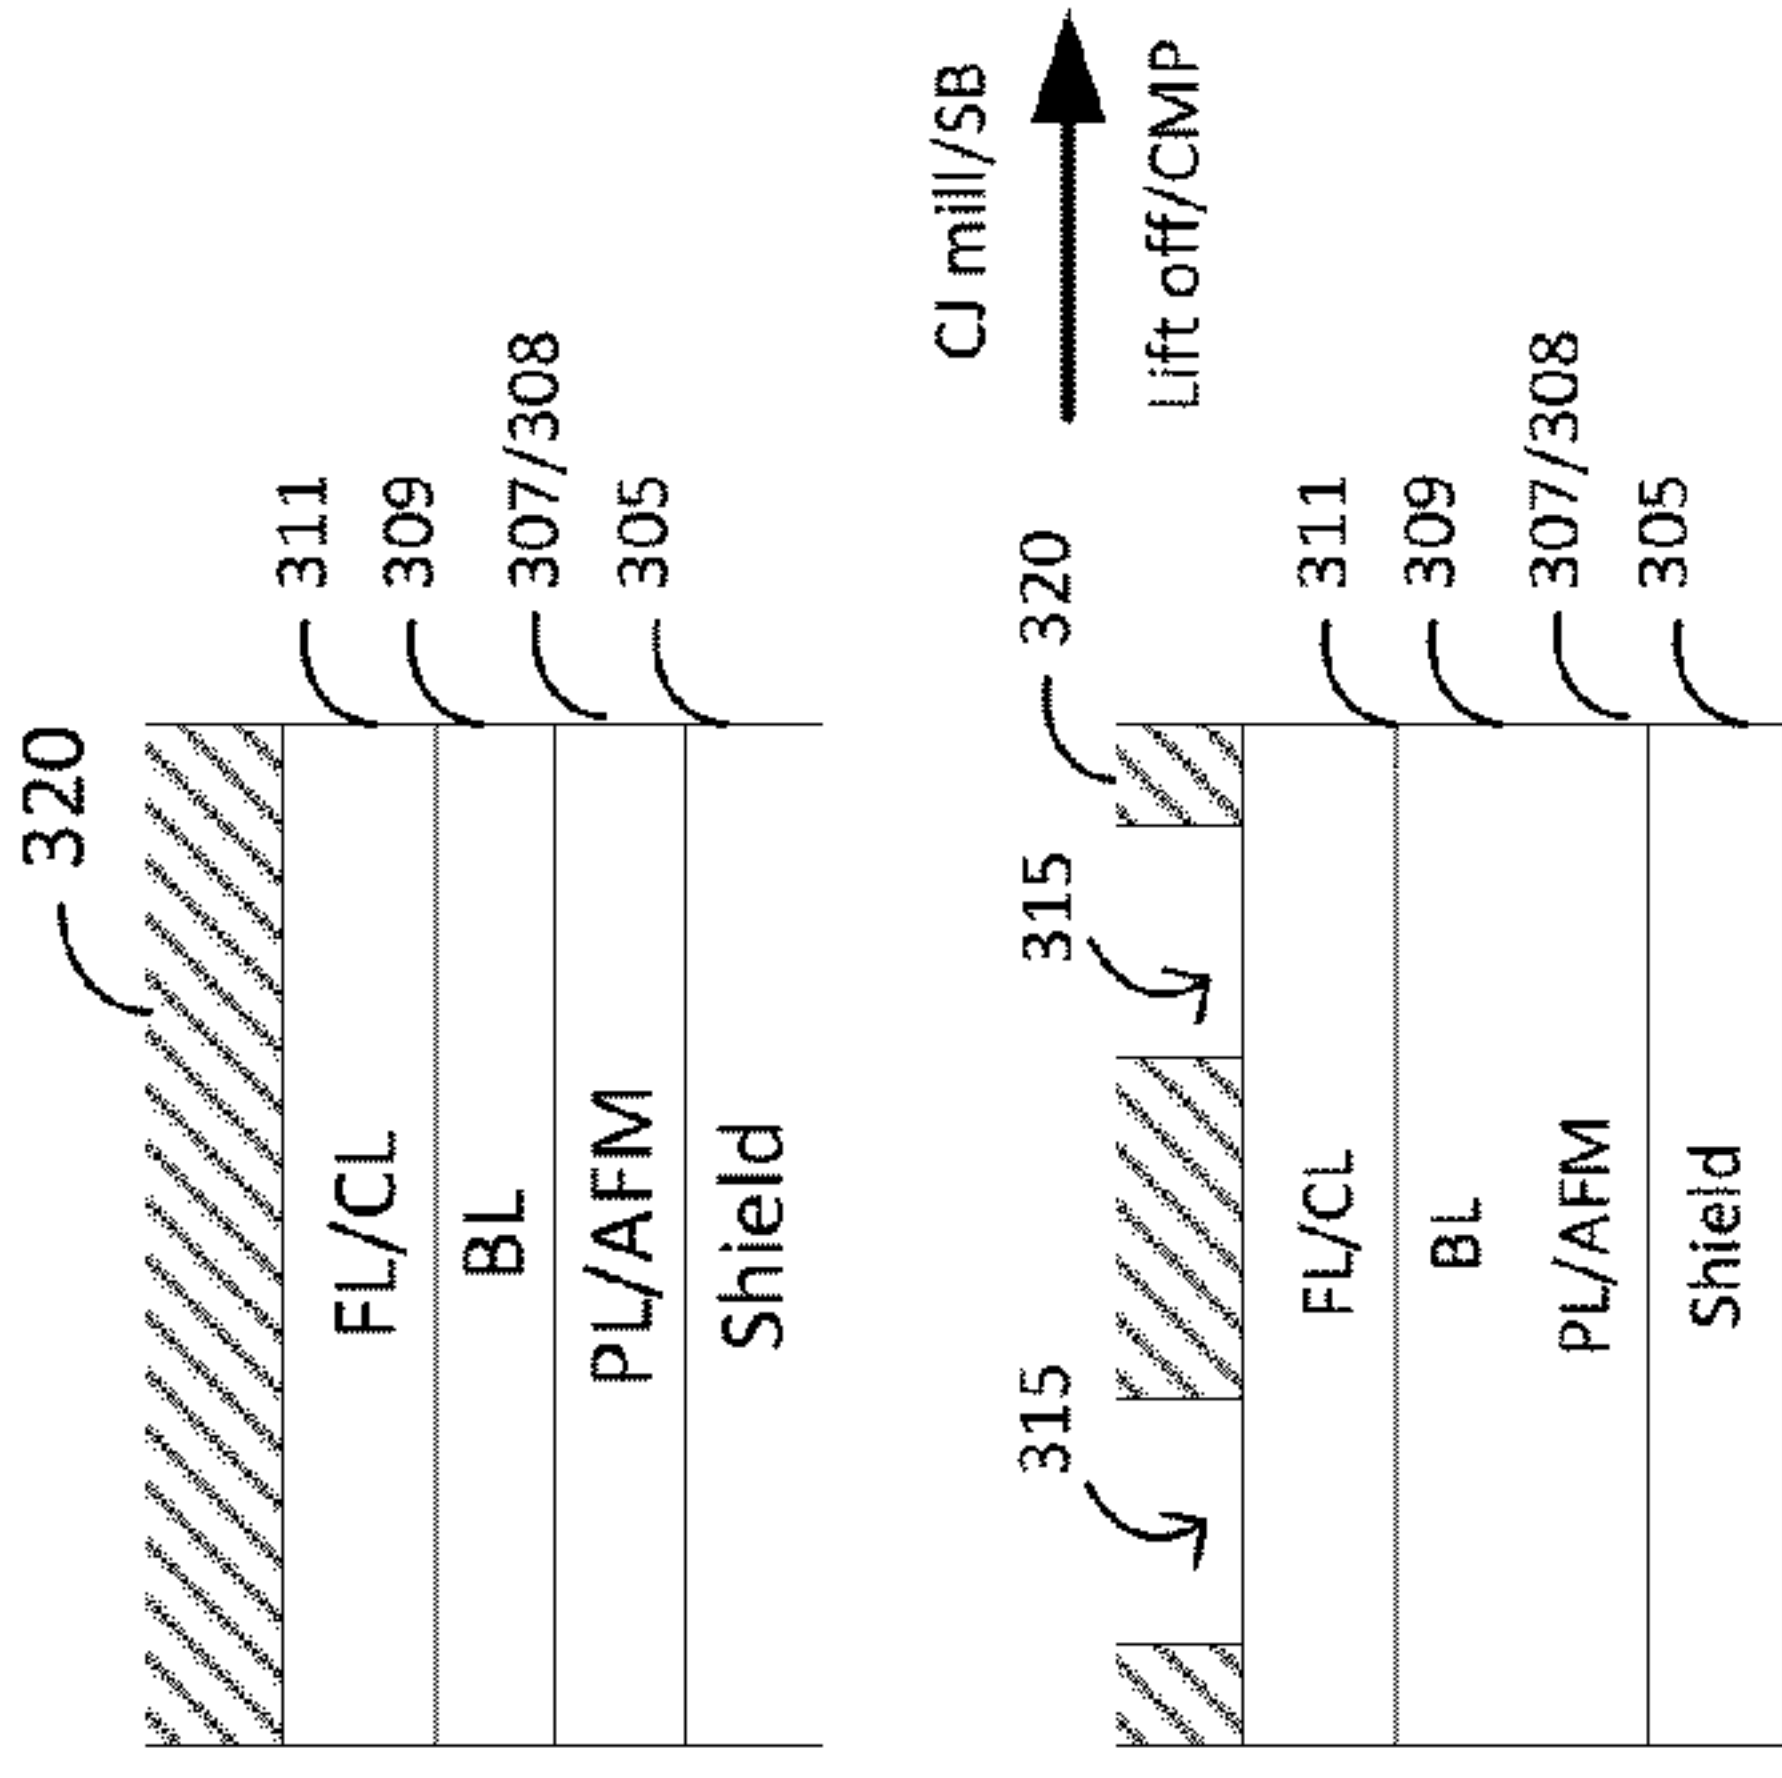 320
FL/CL
311
BL
309
PL/AFM
307/308
Shield
305
315
315
320
FL/CL
311
BL
309
PL/AFM
307/308
Shield
305
CJ mill/SB
Lift off/CMP